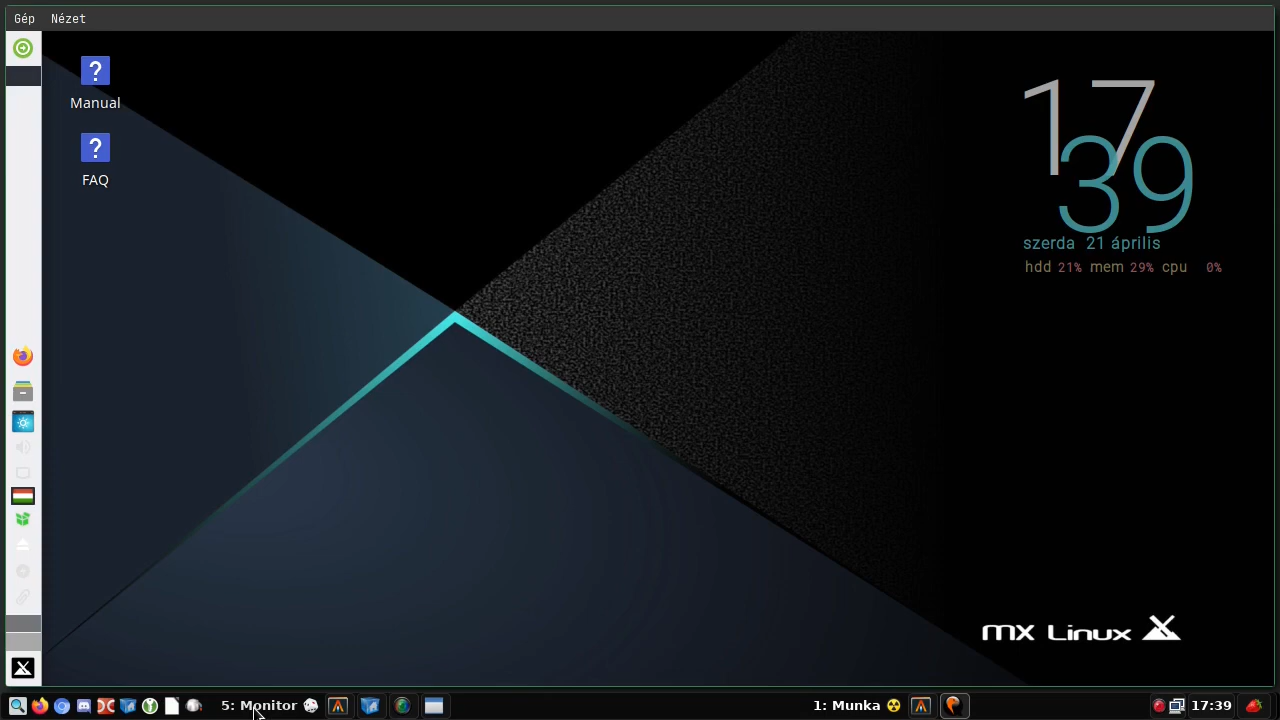 Gép Nézet
Manual
FAQ
17
39
szerda 21 április
hdd 21% mem 29% cpu 0%
MX Linux
5: Monitor
1: Munka
17:39